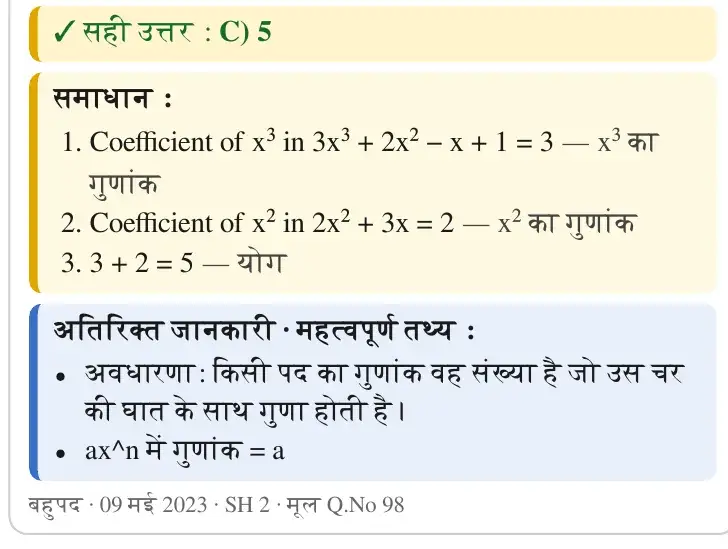 ✓ सही उत्तर : C) 5
समाधान :
1. Coefficient of x³ in 3x³ + 2x² − x + 1 = 3 — x³ का
गुणांक
2. Coefficient of x² in 2x² + 3x = 2 — x² का गुणांक
3. 3 + 2 = 5 — योग
अतिरिक्त जानकारी · महत्वपूर्ण तथ्य :
• अवधारणा : किसी पद का गुणांक वह संख्या है जो उस चर
की घात के साथ गुणा होती है।
• ax^n में गुणांक = a
बहुपद · 09 मई 2023 · SH 2 · मूल Q.No 98